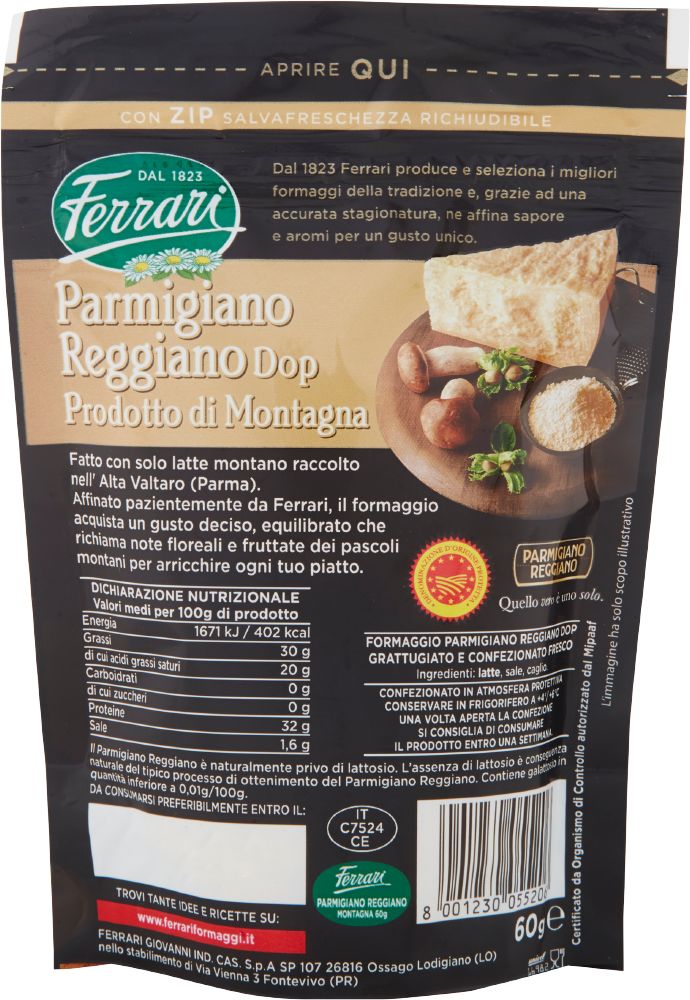 APRIRE QUI
CON ZIP SALVAFRESCHEZZA RICHIUDIBILE
DAL 1823
Ferrari
Dal 1823 Ferrari produce e seleziona i migliori
formaggi della tradizione e, grazie ad una
accurata stagionatura, ne affina sapore
e aromi per un gusto unico.
Parmigiano
Reggiano DOP
Prodotto di Montagna
Fatto con solo latte montano raccolto
nell' Alta Valtaro (Parma).
Affinato pazientemente da Ferrari, il formaggio
acquista un gusto deciso, equilibrato che
richiama note floreali e fruttate dei pascoli
montani per arricchire ogni tuo piatto.
DENOMINAZIONE D'ORIGINE PROTETTA
PARMIGIANO
REGGIANO
Quello vero è uno solo.
L'immagine ha solo scopo illustrativo
DICHIARAZIONE NUTRIZIONALE
Valori medi per 100g di prodotto
Energia 1671 kJ / 402 kcal
Grassi 30 g
di cui acidi grassi saturi 20 g
Carboidrati 0 g
di cui zuccheri 0 g
Proteine 32 g
Sale 1,6 g
FORMAGGIO PARMIGIANO REGGIANO DOP
GRATTUGIATO E CONFEZIONATO FRESCO
Ingredienti: latte, sale, caglio.
CONFEZIONATO IN ATMOSFERA PROTETTIVA
CONSERVARE IN FRIGORIFERO A +4°/+6°C
UNA VOLTA APERTA LA CONFEZIONE
SI CONSIGLIA DI CONSUMARE
IL PRODOTTO ENTRO UNA SETTIMANA
Il Parmigiano Reggiano è naturalmente privo di lattosio. L'assenza di lattosio è conseguenza
naturale del tipico processo di ottenimento del Parmigiano Reggiano. Contiene galattosio in
quantità inferiore a 0,01g/100g.
DA CONSUMARSI PREFERIBILMENTE ENTRO IL:
IT
C7524
CE
Ferrari
PARMIGIANO REGGIANO
MONTAGNA 60g
8 001230 055206
60g e
Certificato da Organismo di Controllo autorizzato dal Mipaaf
TROVI TANTE IDEE E RICETTE SU:
www.ferrariformaggi.it
FERRARI GIOVANNI IND. CAS. S.p.A SP 107 26816 Ossago Lodigiano (LO)
nello stabilimento di Via Vienna 3 Fontevivo (PR)